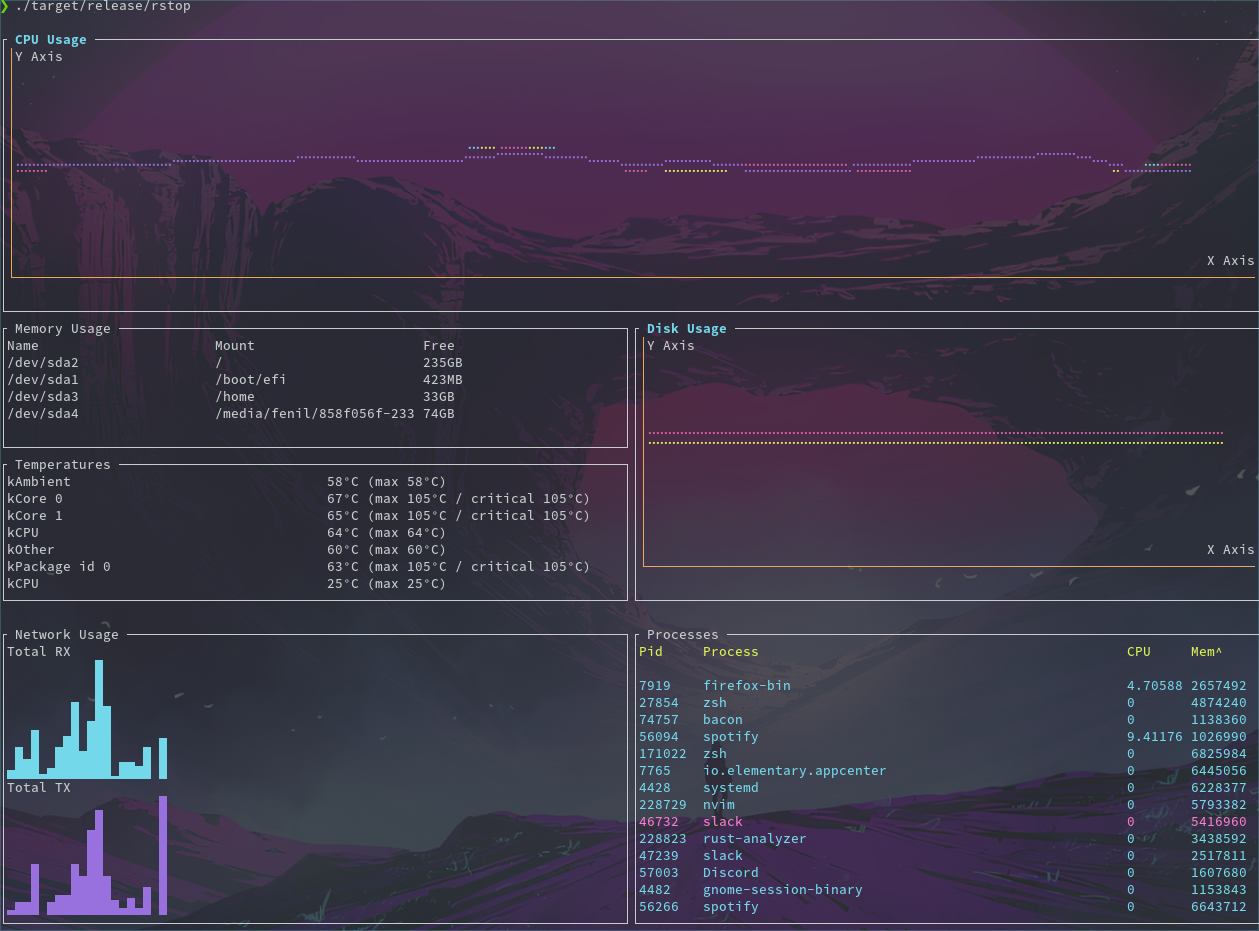 ❯ ./target/release/rstop
CPU Usage
Y Axis
X Axis
Memory Usage
Name Mount Free
/dev/sda2 / 235GB
/dev/sda1 /boot/efi 423MB
/dev/sda3 /home 33GB
/dev/sda4 /media/fenil/858f056f-233 74GB
Temperatures
kAmbient 58°C (max 58°C)
kCore 0 67°C (max 105°C / critical 105°C)
kCore 1 65°C (max 105°C / critical 105°C)
kCPU 64°C (max 64°C)
kOther 60°C (max 60°C)
kPackage id 0 63°C (max 105°C / critical 105°C)
kCPU 25°C (max 25°C)
Disk Usage
Y Axis
X Axis
Network Usage
Total RX
Total TX
Processes
Pid Process CPU Mem^
7919 firefox-bin 4.70588 2657492
27854 zsh 0 4874240
74757 bacon 0 1138360
56094 spotify 9.41176 1026990
171022 zsh 0 6825984
7765 io.elementary.appcenter 0 6445056
4428 systemd 0 6228377
228729 nvim 0 5793382
46732 slack 0 5416960
228823 rust-analyzer 0 3438592
47239 slack 0 2517811
57003 Discord 0 1607680
4482 gnome-session-binary 0 1153843
56266 spotify 0 6643712